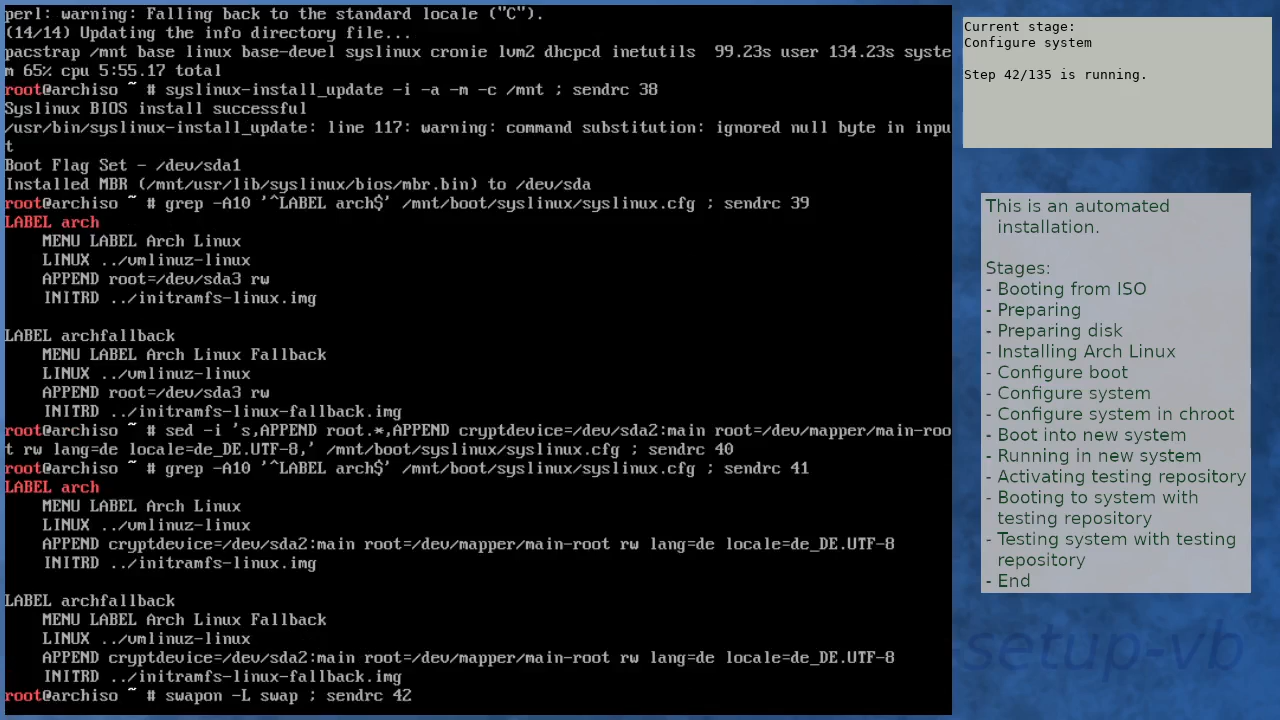 perl: warning: Falling back to the standard locale ("C").
(14/14) Updating the info directory file...
pacstrap /mnt base linux base-devel syslinux cronie lvm2 dhcpcd inetutils  99.23s user 134.23s syste
m 65% cpu 5:55.17 total
root@archiso ~ # syslinux-install_update -i -a -m -c /mnt ; sendrc 38
Syslinux BIOS install successful
/usr/bin/syslinux-install_update: line 117: warning: command substitution: ignored null byte in inpu
t
Boot Flag Set - /dev/sda1
Installed MBR (/mnt/usr/lib/syslinux/bios/mbr.bin) to /dev/sda
root@archiso ~ # grep -A10 '^LABEL arch$' /mnt/boot/syslinux/syslinux.cfg ; sendrc 39
LABEL arch
    MENU LABEL Arch Linux
    LINUX ../vmlinuz-linux
    APPEND root=/dev/sda3 rw
    INITRD ../initramfs-linux.img

LABEL archfallback
    MENU LABEL Arch Linux Fallback
    LINUX ../vmlinuz-linux
    APPEND root=/dev/sda3 rw
    INITRD ../initramfs-linux-fallback.img
root@archiso ~ # sed -i 's,APPEND root.*,APPEND cryptdevice=/dev/sda2:main root=/dev/mapper/main-roo
t rw lang=de locale=de_DE.UTF-8,' /mnt/boot/syslinux/syslinux.cfg ; sendrc 40
root@archiso ~ # grep -A10 '^LABEL arch$' /mnt/boot/syslinux/syslinux.cfg ; sendrc 41
LABEL arch
    MENU LABEL Arch Linux
    LINUX ../vmlinuz-linux
    APPEND cryptdevice=/dev/sda2:main root=/dev/mapper/main-root rw lang=de locale=de_DE.UTF-8
    INITRD ../initramfs-linux.img

LABEL archfallback
    MENU LABEL Arch Linux Fallback
    LINUX ../vmlinuz-linux
    APPEND cryptdevice=/dev/sda2:main root=/dev/mapper/main-root rw lang=de locale=de_DE.UTF-8
    INITRD ../initramfs-linux-fallback.img
root@archiso ~ # swapon -L swap ; sendrc 42
Current stage:
Configure system
Step 42/135 is running.
This is an automated
installation.
Stages:
- Booting from ISO
- Preparing
- Preparing disk
- Installing Arch Linux
- Configure boot
- Configure system
- Configure system in chroot
- Boot into new system
- Running in new system
- Activating testing repository
- Booting to system with
testing repository
- Testing system with testing
repository
- End
setup-vb